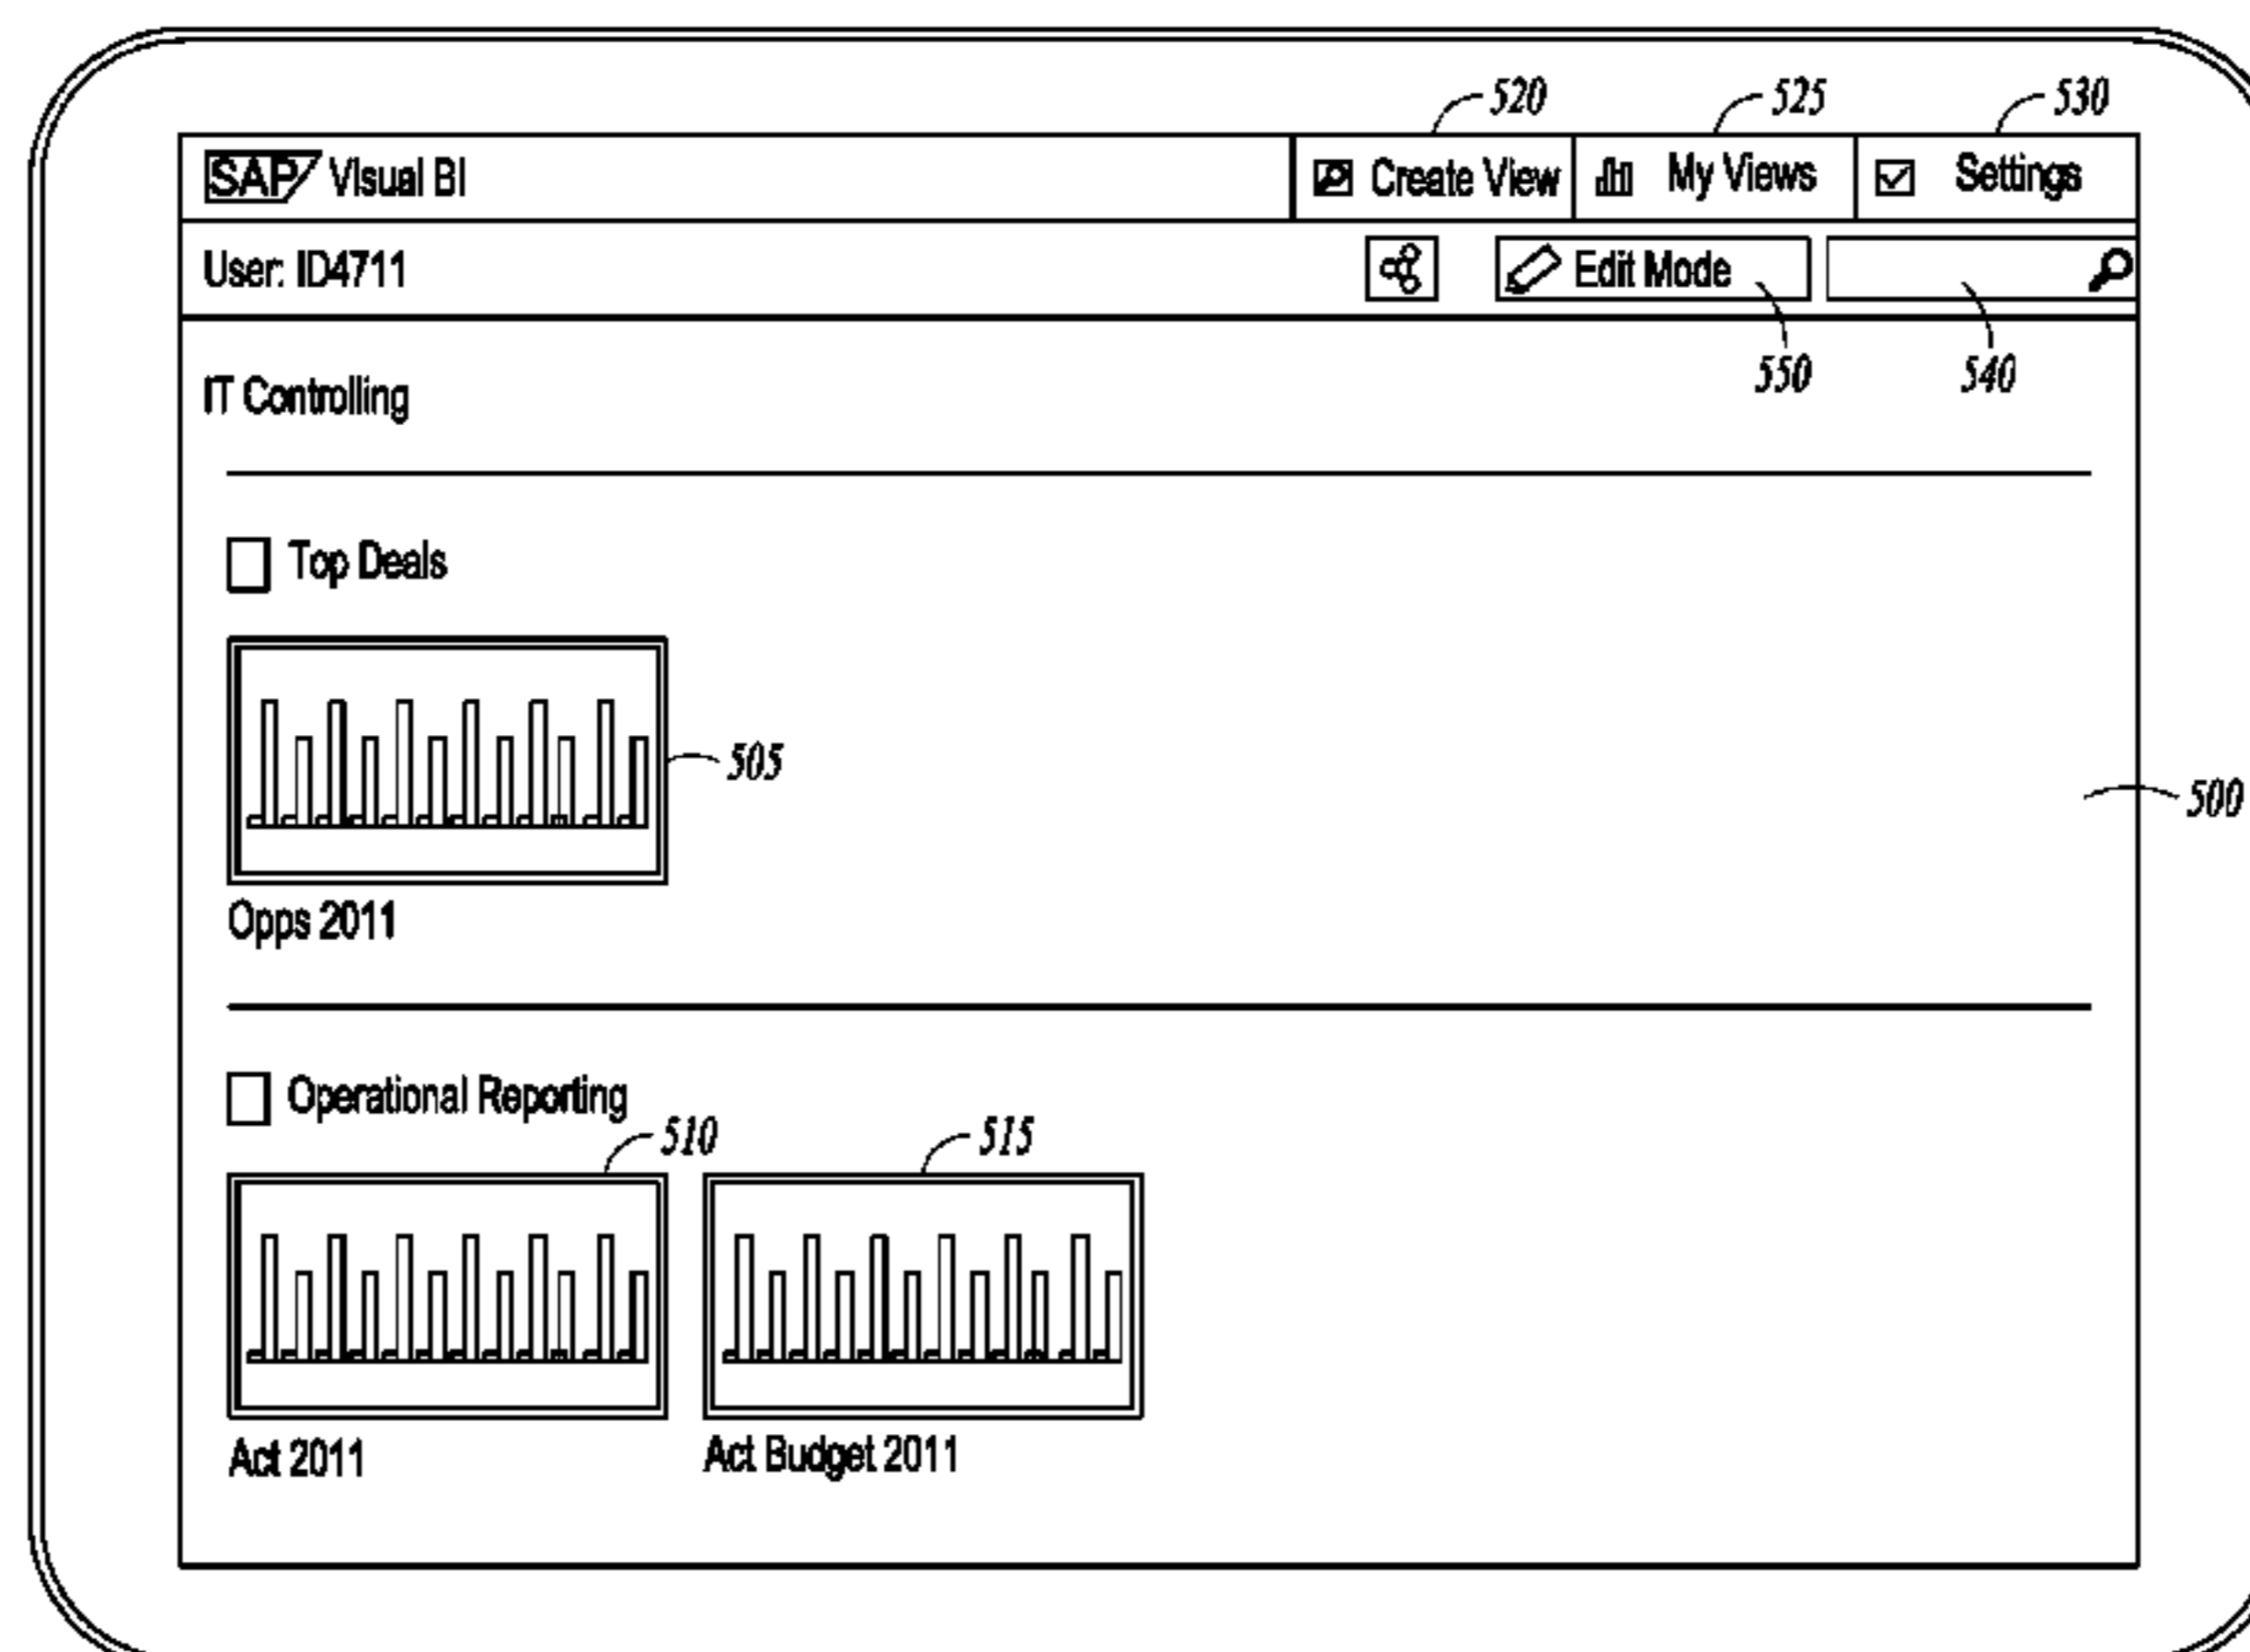 520 525 530
SAP Visual BI Create View My Views Settings
User: ID4711 Edit Mode
550 540
IT Controlling
Top Deals
505
500
Opps 2011
Operational Reporting
510 515
Act 2011 Act Budget 2011